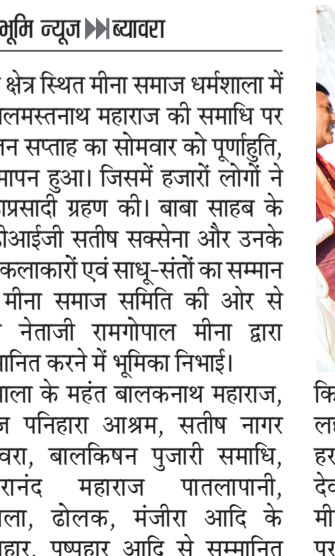 भूमि न्यूज ▶▶ ब्यावरा
क्षेत्र स्थित मीना समाज धर्मशाला में
लमस्तनाथ महाराज की समाधि पर
सप्ताह का सोमवार को पूर्णाहुति,
मापन हुआ। जिसमें हजारों लोगों ने
प्रसादी ग्रहण की। बाबा साहब के
आईजी सतीष सक्सेना और उनके
कलाकारों एवं साधू-संतों का सम्मान
मीना समाज समिति की ओर से
नेताजी रामगोपाल मीना द्वारा
मानित करने में भूमिका निभाई।
शाला के महंत बालकनाथ महाराज,
पनिहारा आश्रम, सतीष नागर
वरा, बालकिषन पुजारी समाधि,
रानंद महाराज पातलापानी,
ला, ढोलक, मंजीरा आदि के
हार, पुष्पहार आदि से सम्मानित
कि
हर
मी